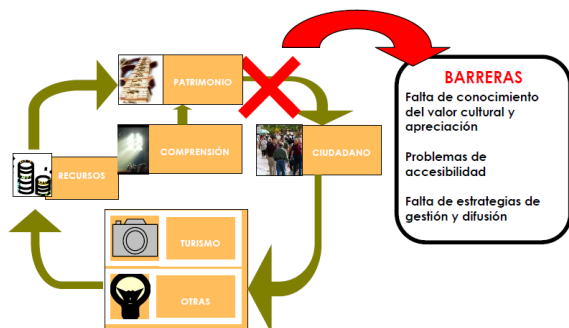 PATRIMONIO
COMPRENSIÓN
CIUDADANO
RECURSOS
TURISMO
OTRAS
BARRERAS
Falta de conocimiento
del valor cultural y
apreciación
Problemas de
accesibilidad
Falta de estrategias de
gestión y difusión